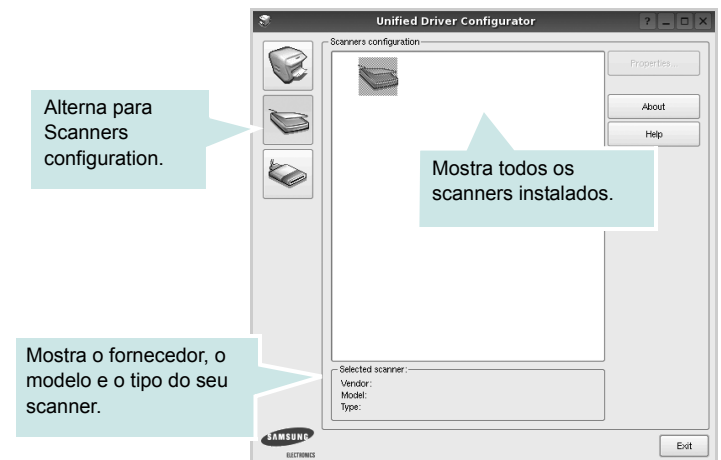 Unified Driver Configurator
Scanners configuration
Properties...
About
Help
Alterna para
Scanners
configuration.
Mostra todos os
scanners instalados.
Mostra o fornecedor, o
modelo e o tipo do seu
scanner.
Selected scanner:
Vendor:
Model:
Type:
SAMSUNG
ELECTRONICS
Exit